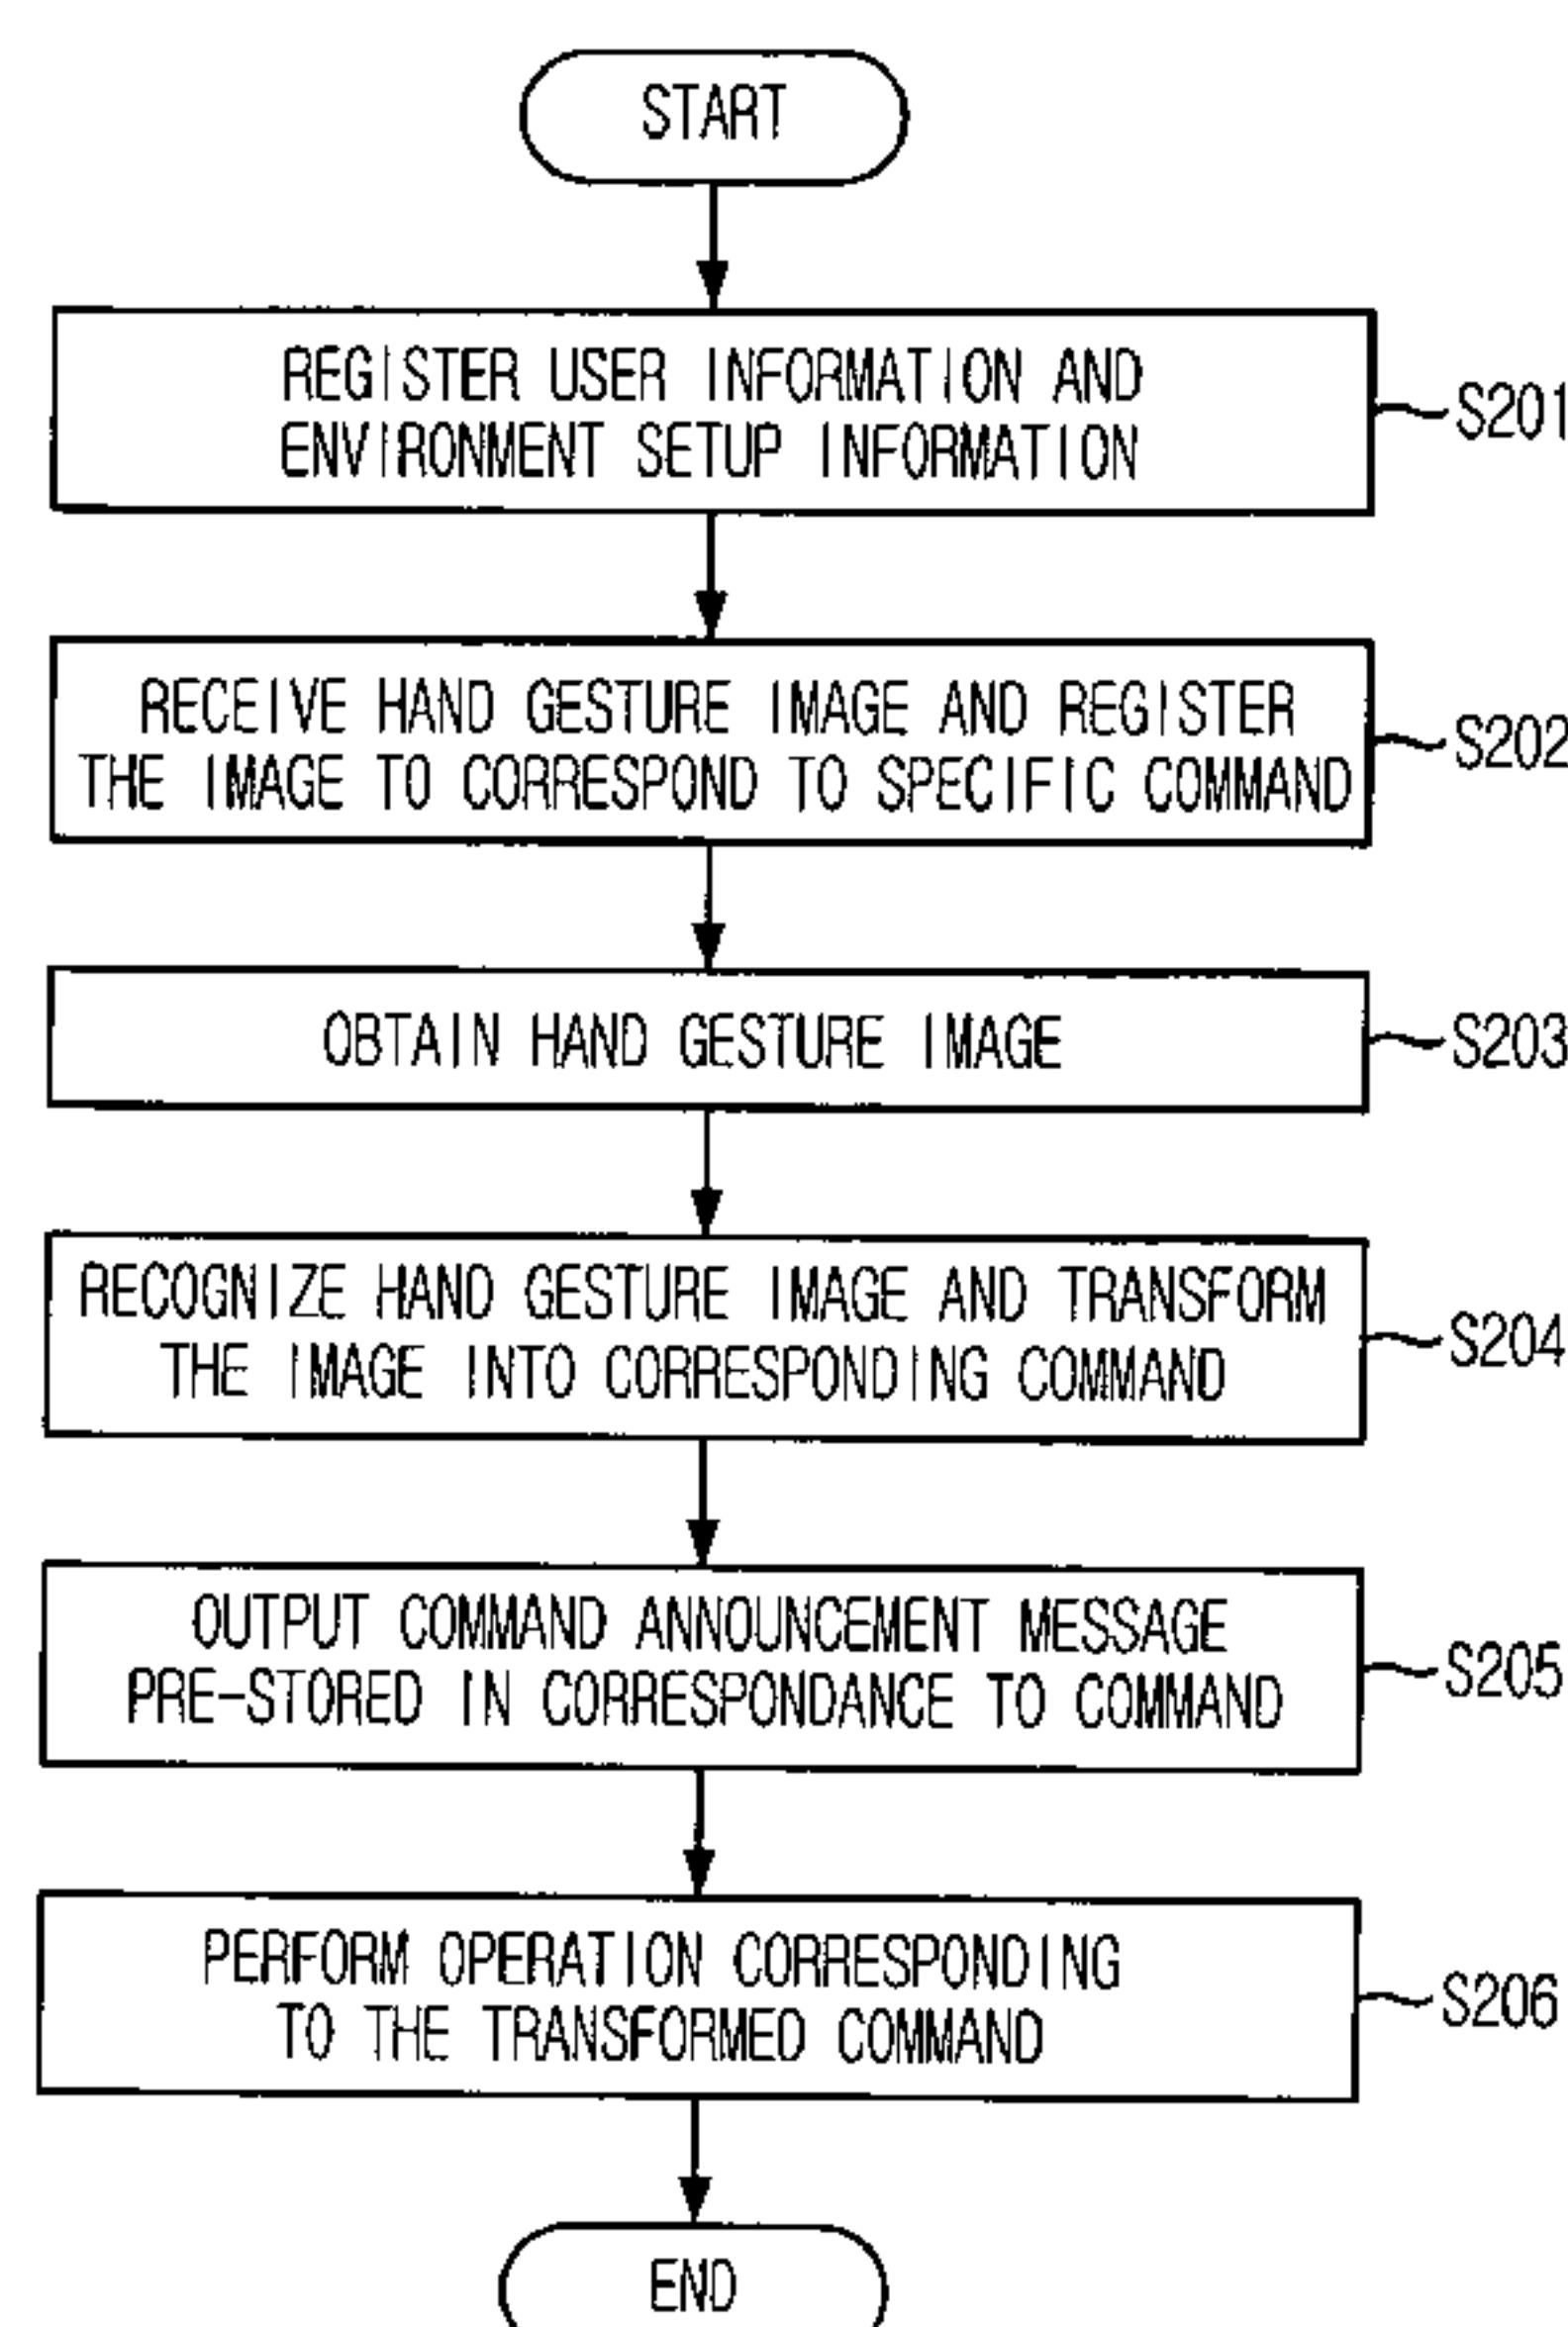 START
REGISTER USER INFORMATION AND
ENVIRONMENT SETUP INFORMATION
S201
RECEIVE HAND GESTURE IMAGE AND REGISTER
THE IMAGE TO CORRESPOND TO SPECIFIC COMMAND
S202
OBTAIN HAND GESTURE IMAGE
S203
RECOGNIZE HAND GESTURE IMAGE AND TRANSFORM
THE IMAGE INTO CORRESPONDING COMMAND
S204
OUTPUT COMMAND ANNOUNCEMENT MESSAGE
PRE-STORED IN CORRESPONDANCE TO COMMAND
S205
PERFORM OPERATION CORRESPONDING
TO THE TRANSFORMED COMMAND
S206
END